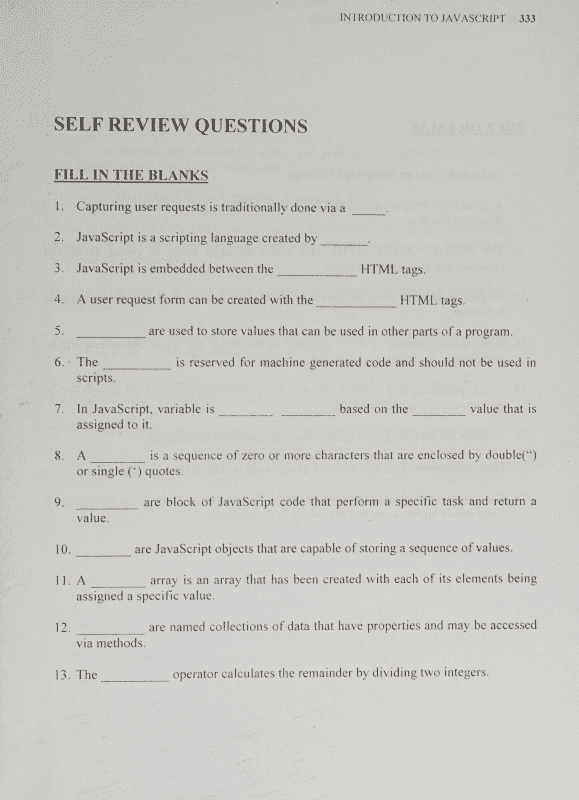 INTRODUCTION TO JAVASCRIPT 333
SELF REVIEW QUESTIONS
FILL IN THE BLANKS
1. Capturing user requests is traditionally done via a _____.
2. JavaScript is a scripting language created by _______.
3. JavaScript is embedded between the ____________ HTML tags.
4. A user request form can be created with the ____________ HTML tags.
5. __________ are used to store values that can be used in other parts of a program.
6. The __________ is reserved for machine generated code and should not be used in
scripts.
7. In JavaScript, variable is ________ ________ based on the ________ value that is
assigned to it.
8. A ________ is a sequence of zero or more characters that are enclosed by double(")
or single (') quotes.
9. _________ are block of JavaScript code that perform a specific task and return a
value.
10. ________ are JavaScript objects that are capable of storing a sequence of values.
11. A ________ array is an array that has been created with each of its elements being
assigned a specific value.
12. __________ are named collections of data that have properties and may be accessed
via methods.
13. The __________ operator calculates the remainder by dividing two integers.